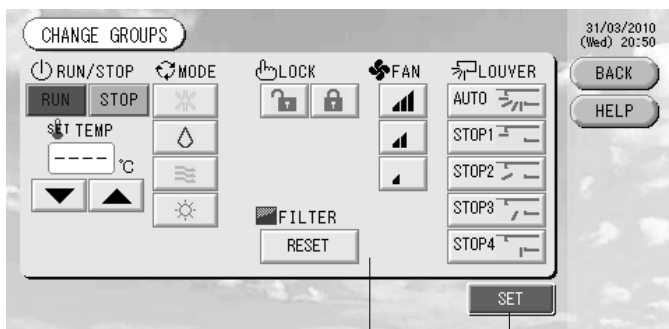 CHANGE GROUPS
31/03/2010
(Wed) 20:50
BACK
HELP
RUN/STOP
MODE
LOCK
FAN
LOUVER
RUN
STOP
AUTO
SET TEMP
STOP1
----℃
STOP2
STOP3
FILTER
RESET
STOP4
SET